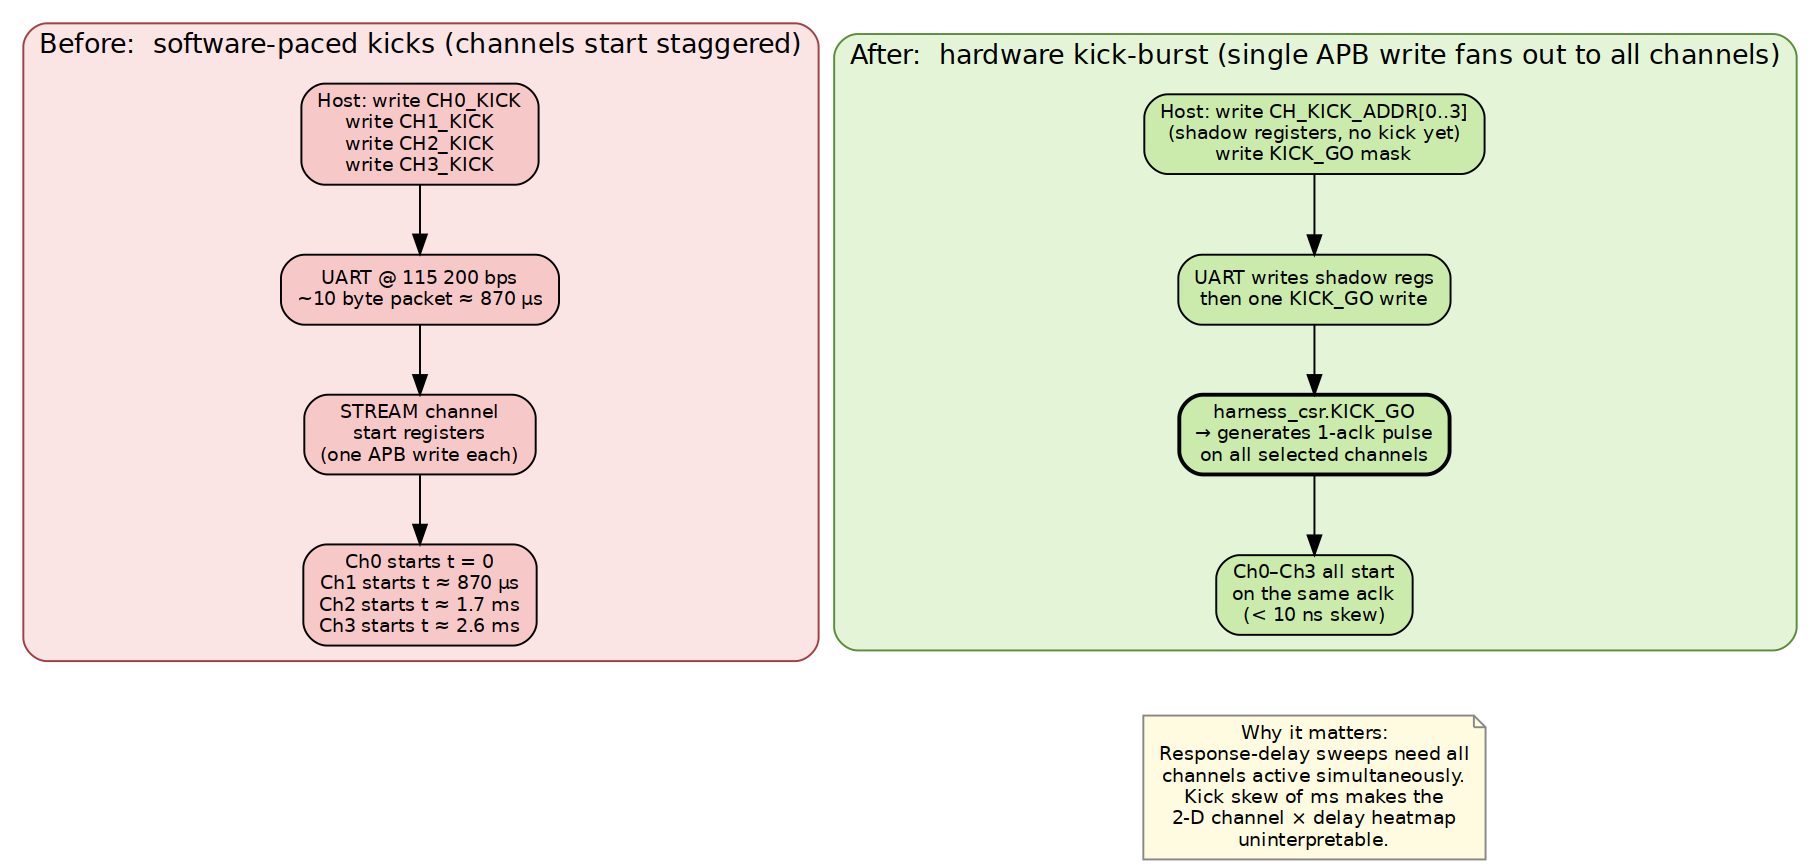 Before:  software-paced kicks (channels start staggered)
Host: write CH0_KICK
write CH1_KICK
write CH2_KICK
write CH3_KICK
UART @ 115 200 bps
~10 byte packet ≈ 870 µs
STREAM channel
start registers
(one APB write each)
Ch0 starts t = 0
Ch1 starts t ≈ 870 µs
Ch2 starts t ≈ 1.7 ms
Ch3 starts t ≈ 2.6 ms
After:  hardware kick-burst (single APB write fans out to all channels)
Host: write CH_KICK_ADDR[0..3]
(shadow registers, no kick yet)
write KICK_GO mask
UART writes shadow regs
then one KICK_GO write
harness_csr.KICK_GO
→ generates 1-aclk pulse
on all selected channels
Ch0–Ch3 all start
on the same aclk
(< 10 ns skew)
Why it matters:
Response-delay sweeps need all
channels active simultaneously.
Kick skew of ms makes the
2-D channel × delay heatmap
uninterpretable.